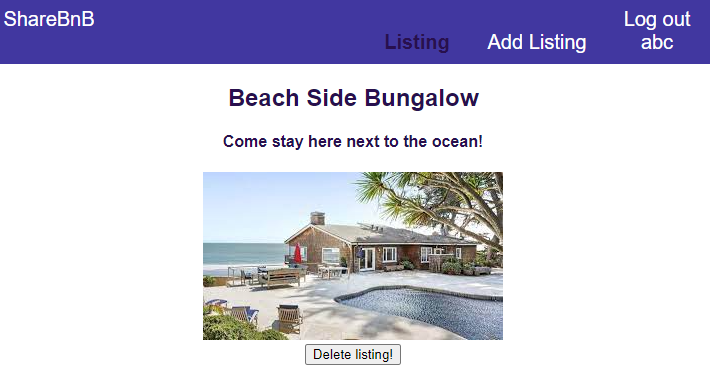 ShareBnB
Listing
Add Listing
Log out
abc
Beach Side Bungalow
Come stay here next to the ocean!
Delete listing!